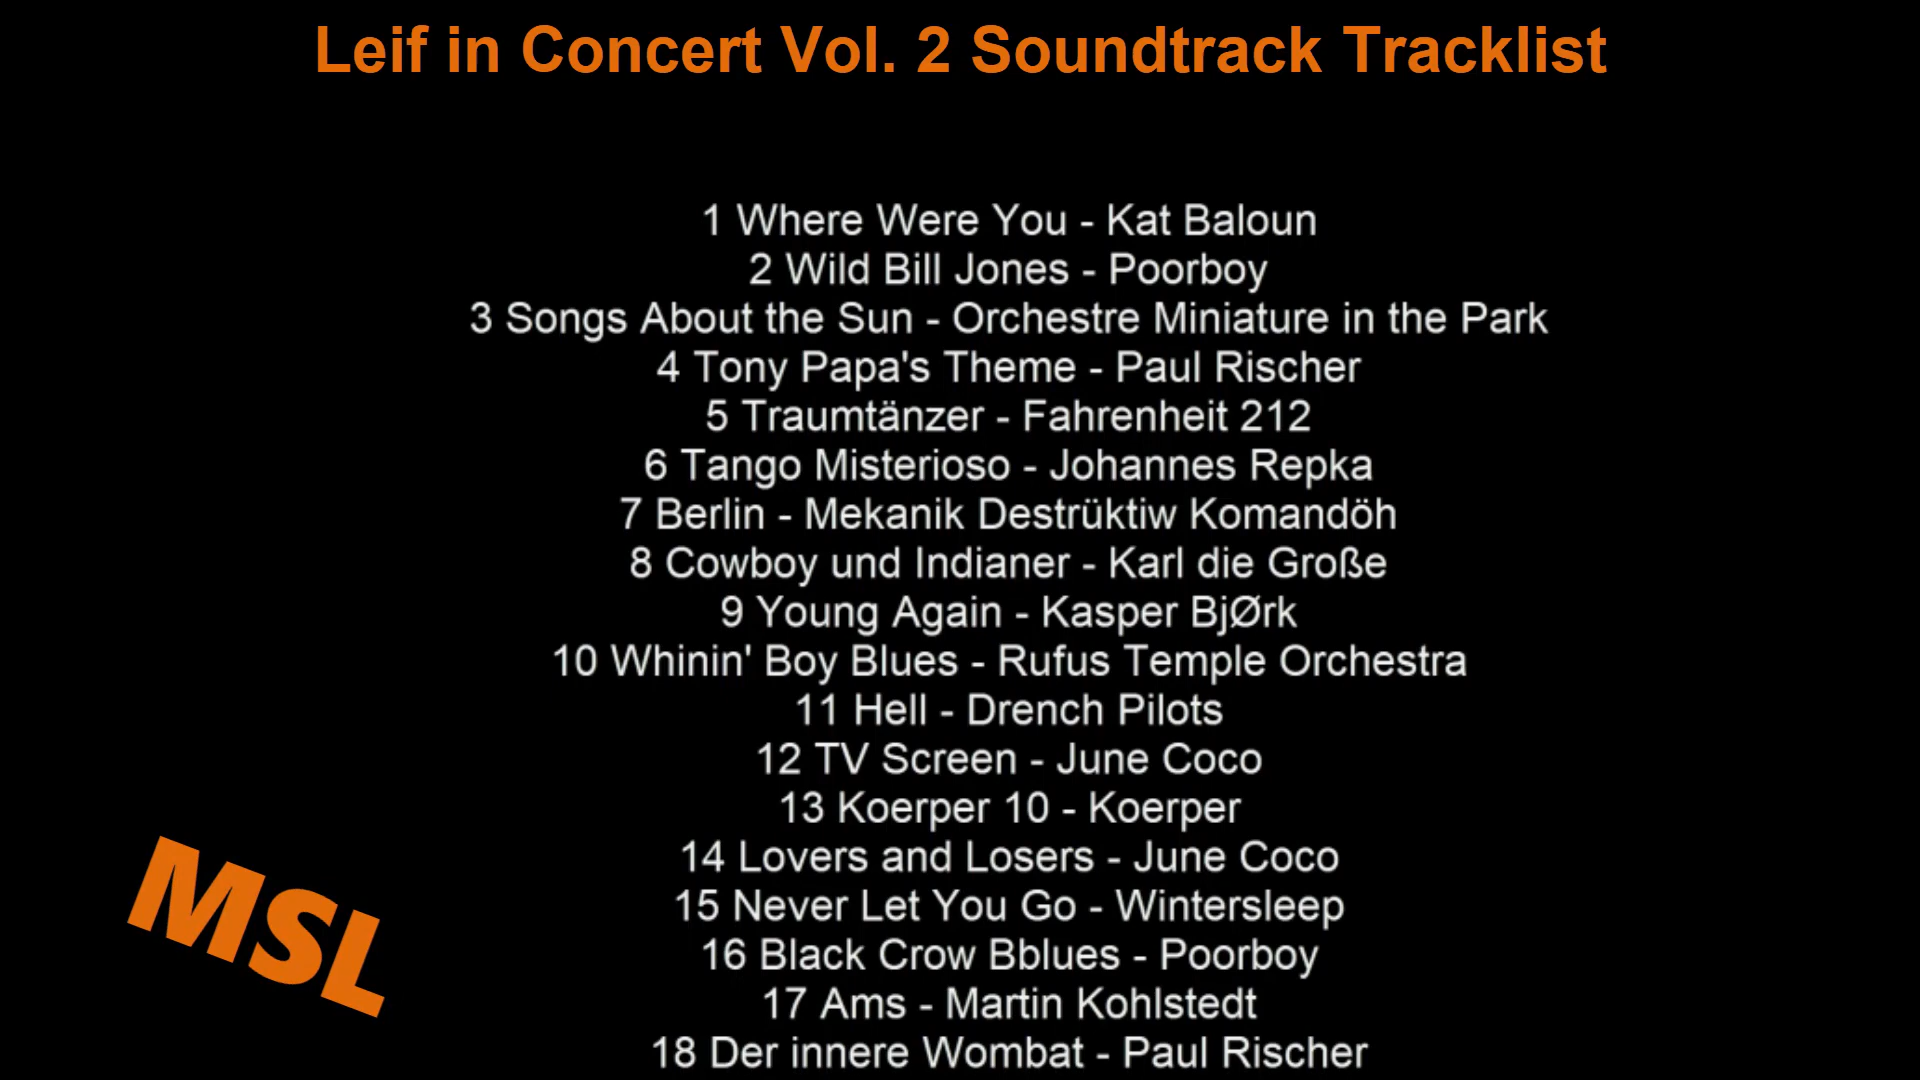 Leif in Concert Vol. 2 Soundtrack Tracklist
1 Where Were You - Kat Baloun
2 Wild Bill Jones - Poorboy
3 Songs About the Sun - Orchestre Miniature in the Park
4 Tony Papa's Theme - Paul Rischer
5 Traumtänzer - Fahrenheit 212
6 Tango Misterioso - Johannes Repka
7 Berlin - Mekanik Destrüktiw Komandöh
8 Cowboy und Indianer - Karl die Große
9 Young Again - Kasper BjØrk
10 Whinin' Boy Blues - Rufus Temple Orchestra
11 Hell - Drench Pilots
12 TV Screen - June Coco
13 Koerper 10 - Koerper
14 Lovers and Losers - June Coco
15 Never Let You Go - Wintersleep
16 Black Crow Bblues - Poorboy
17 Ams - Martin Kohlstedt
18 Der innere Wombat - Paul Rischer
MSL